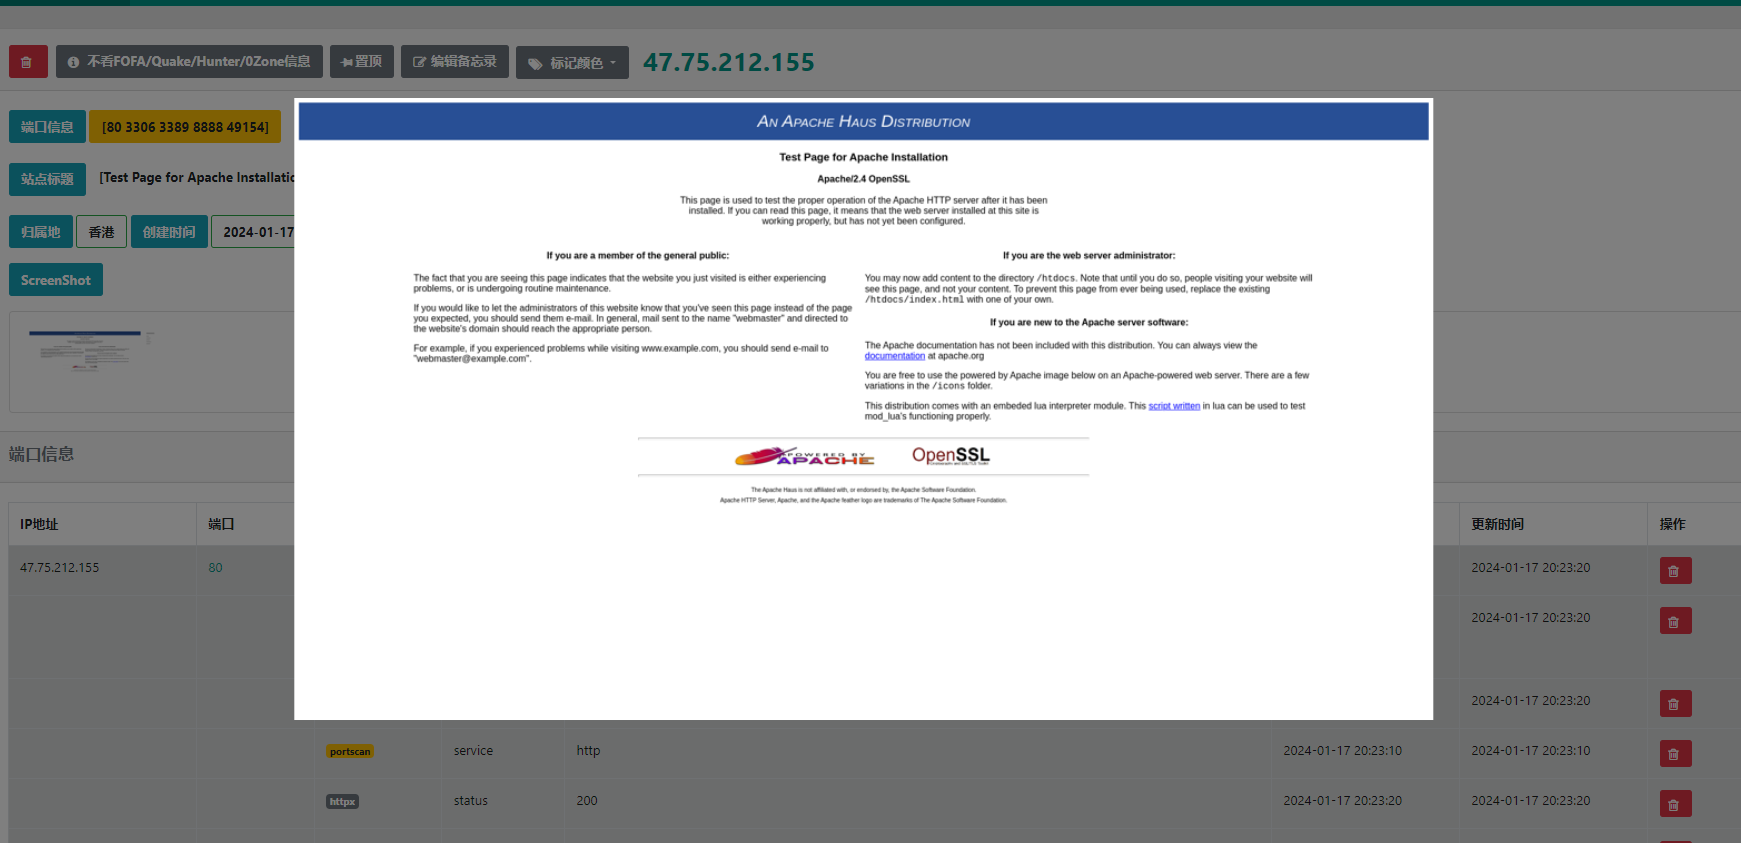 不看FOFA/Quake/Hunter/0Zone信息
置顶
编辑备忘录
标记颜色
47.75.212.155
端口信息
[80 3306 3389 8888 49154]
站点标题
[Test Page for Apache Installatio
归属地
香港
创建时间
2024-01-17
ScreenShot
AN APACHE HAUS DISTRIBUTION
Test Page for Apache Installation
Apache/2.4 OpenSSL
This page is used to test the proper operation of the Apache HTTP server after it has been
installed. If you can read this page, it means that the web server installed at this site is
working properly, but has not yet been configured.
If you are a member of the general public:
The fact that you are seeing this page indicates that the website you just visited is either experiencing
problems, or is undergoing routine maintenance.
If you would like to let the administrators of this website know that you've seen this page instead of the page
you expected, you should send them e-mail. In general, mail sent to the name "webmaster" and directed to
the website's domain should reach the appropriate person.
For example, if you experienced problems while visiting www.example.com, you should send e-mail to
"webmaster@example.com".
If you are the web server administrator:
You may now add content to the directory /htdocs. Note that until you do so, people visiting your website will
see this page, and not your content. To prevent this page from ever being used, replace the existing
/htdocs/index.html with one of your own.
If you are new to the Apache server software:
The Apache documentation has not been included with this distribution. You can always view the
documentation at apache.org
You are free to use the powered by Apache image below on an Apache-powered web server. There are a few
variations in the /icons folder.
This distribution comes with an embeded lua interpreter module. This script written in lua can be used to test
mod_lua's functioning properly.
POWERED BY
APACHE
OpenSSL
Cryptography and SSL/TLS Toolkit
The Apache Haus is not affiliated with, or endorsed by, the Apache Software Foundation.
Apache HTTP Server, Apache, and the Apache feather logo are trademarks of The Apache Software Foundation.
端口信息
IP地址
端口
更新时间
操作
47.75.212.155
80
2024-01-17 20:23:20
2024-01-17 20:23:20
2024-01-17 20:23:20
portscan
service
http
2024-01-17 20:23:10
2024-01-17 20:23:10
httpx
status
200
2024-01-17 20:23:20
2024-01-17 20:23:20